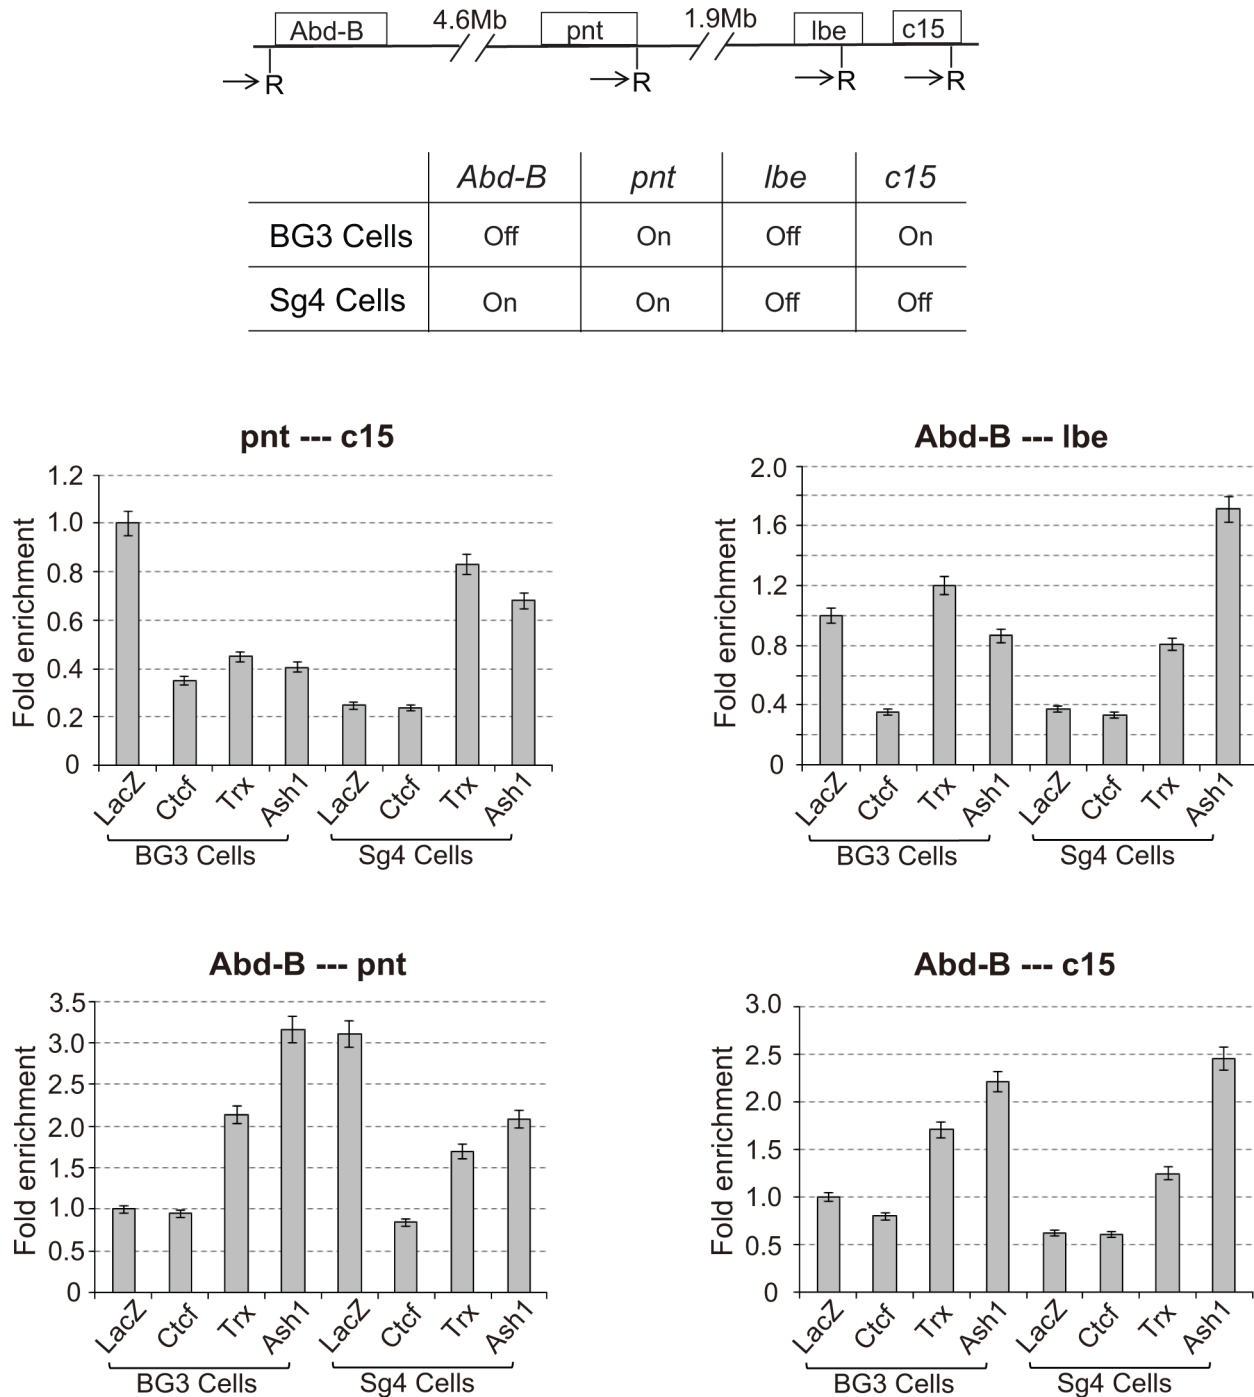 Abd-B 4.6Mb pnt 1.9Mb lbe c15
R R R R
Abd-B pnt lbe c15
BG3 Cells Off On Off On
Sg4 Cells On On Off Off
pnt --- c15
Fold enrichment
1.2
1.0
0.8
0.6
0.4
0.2
0
LacZ Ctcf Trx Ash1 LacZ Ctcf Trx Ash1
BG3 Cells Sg4 Cells
Abd-B --- lbe
Fold enrichment
2.0
1.6
1.2
0.8
0.4
0
LacZ Ctcf Trx Ash1 LacZ Ctcf Trx Ash1
BG3 Cells Sg4 Cells
Abd-B --- pnt
Fold enrichment
3.5
3.0
2.5
2.0
1.5
1.0
0.5
0
LacZ Ctcf Trx Ash1 LacZ Ctcf Trx Ash1
BG3 Cells Sg4 Cells
Abd-B --- c15
Fold enrichment
3.0
2.5
2.0
1.5
1.0
0.5
0
LacZ Ctcf Trx Ash1 LacZ Ctcf Trx Ash1
BG3 Cells Sg4 Cells